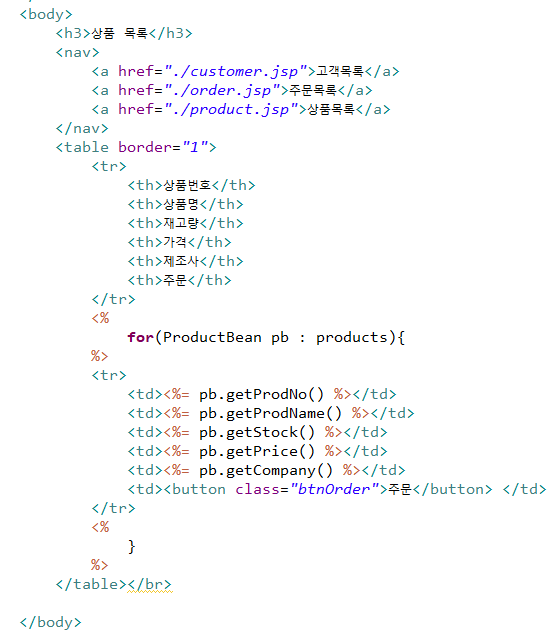 <body>
    <h3>상품 목록</h3>
    <nav>
        <a href="./customer.jsp">고객목록</a>
        <a href="./order.jsp">주문목록</a>
        <a href="./product.jsp">상품목록</a>
    </nav>
    <table border="1">
        <tr>
            <th>상품번호</th>
            <th>상품명</th>
            <th>재고량</th>
            <th>가격</th>
            <th>제조사</th>
            <th>주문</th>
        </tr>
        <%
            for(ProductBean pb : products){
        %>
        <tr>
            <td><%= pb.getProdNo() %></td>
            <td><%= pb.getProdName() %></td>
            <td><%= pb.getStock() %></td>
            <td><%= pb.getPrice() %></td>
            <td><%= pb.getCompany() %></td>
            <td><button class="btnOrder">주문</button> </td>
        </tr>
        <%
            }
        %>
    </table></br>
</body>